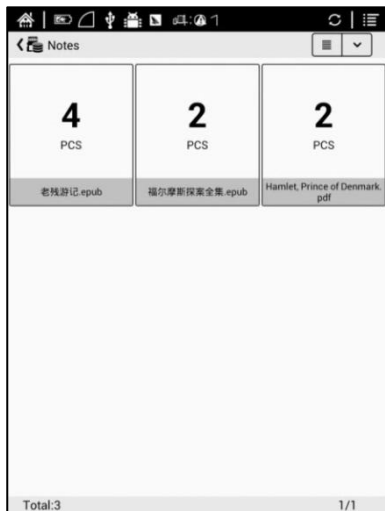 Notes
4
PCS
老残游记.epub
2
PCS
福尔摩斯探案全集.epub
2
PCS
Hamlet, Prince of Denmark.
pdf
Total:3
1/1